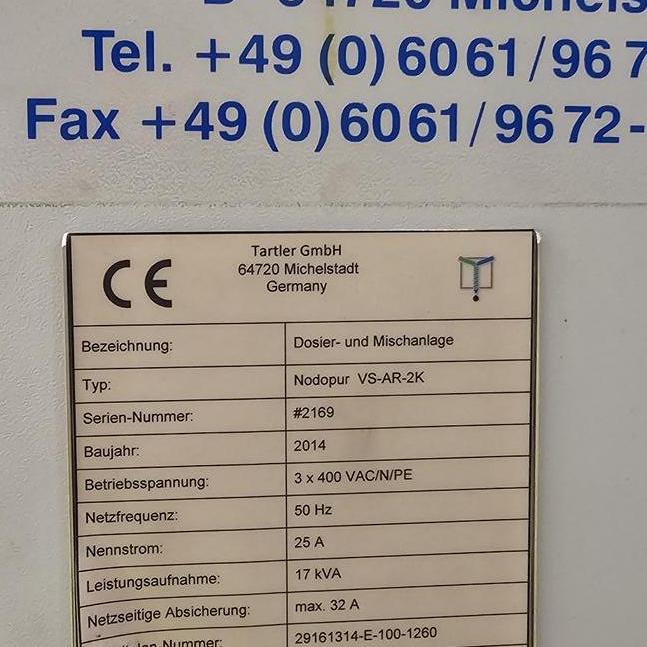 Tel. +49 (0) 6061/96 7
Fax +49 (0) 6061/9672-
CE
Tartler GmbH
64720 Michelstadt
Germany
Bezeichnung: Dosier- und Mischanlage
Typ: Nodopur VS-AR-2K
Serien-Nummer: #2169
Baujahr: 2014
Betriebsspannung: 3 x 400 VAC/N/PE
Netzfrequenz: 50 Hz
Nennstrom: 25 A
Leistungsaufnahme: 17 kVA
Netzseitige Absicherung: max. 32 A
29161314-E-100-1260